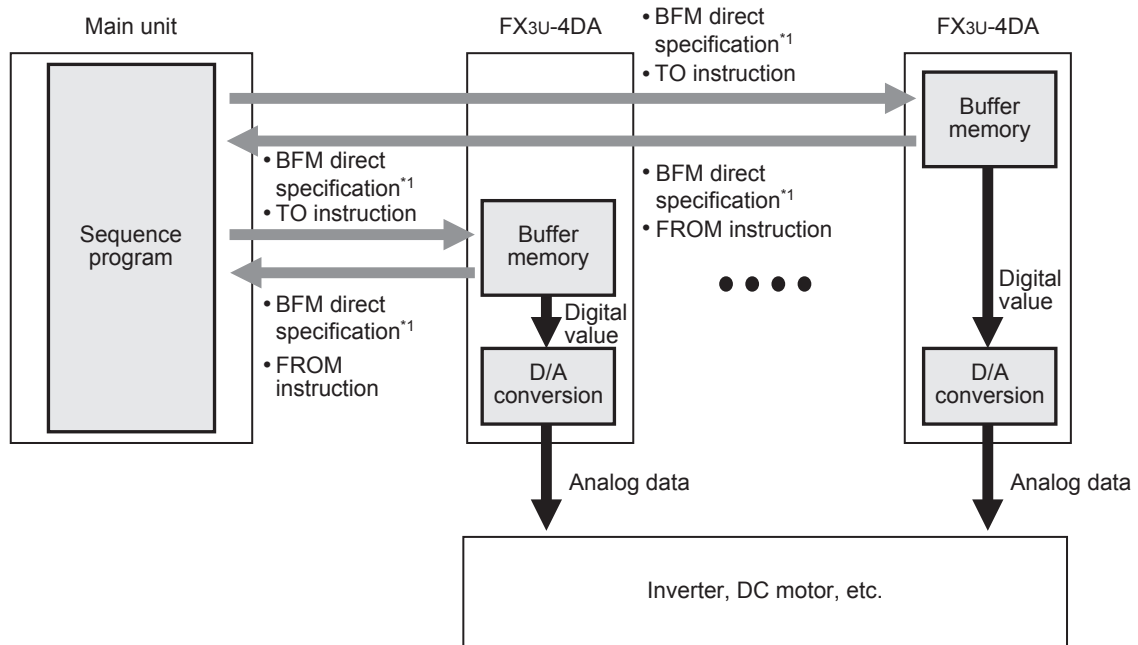 Main unit
FX3U-4DA
• BFM direct
specification*1
• TO instruction
FX3U-4DA
Sequence
program
• BFM direct
specification*1
• TO instruction
Buffer
memory
• BFM direct
specification*1
• FROM
instruction
Digital
value
D/A
conversion
Analog data
• BFM direct
specification*1
• FROM instruction
Buffer
memory
Digital
value
D/A
conversion
Analog data
Inverter, DC motor, etc.